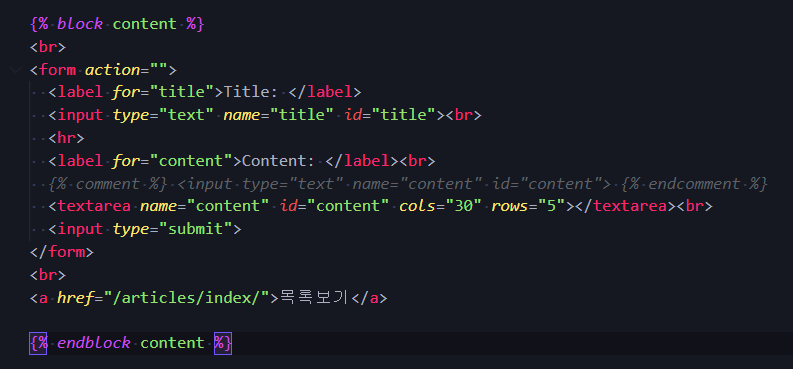 {% block content %}
<br>
<form action="">
<label for="title">Title: </label>
<input type="text" name="title" id="title"><br>
<hr>
<label for="content">Content: </label><br>
{% comment %} <input type="text" name="content" id="content"> {% endcomment %}
<textarea name="content" id="content" cols="30" rows="5"></textarea><br>
<input type="submit">
</form>
<br>
<a href="/articles/index/">목록보기</a>
{% endblock content %}